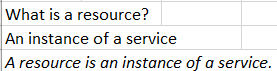 What is a resource?
An instance of a service
A resource is an instance of a service.